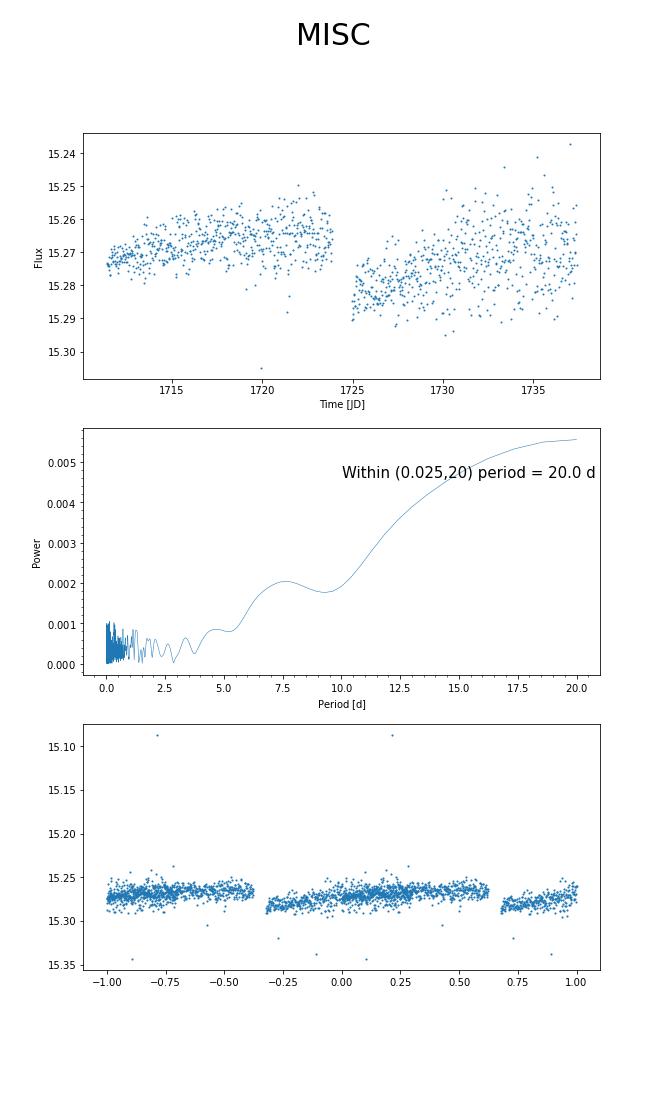 MISC
15.24
15.25
15.26
15.27
15.28
15.29
15.30
Flux
1715 1720 1725 1730 1735
Time [JD]
Within (0.025,20) period = 20.0 d
0.005
0.004
0.003
0.002
0.001
0.000
Power
0.0 2.5 5.0 7.5 10.0 12.5 15.0 17.5 20.0
Period [d]
15.10
15.15
15.20
15.25
15.30
15.35
−1.00 −0.75 −0.50 −0.25 0.00 0.25 0.50 0.75 1.00